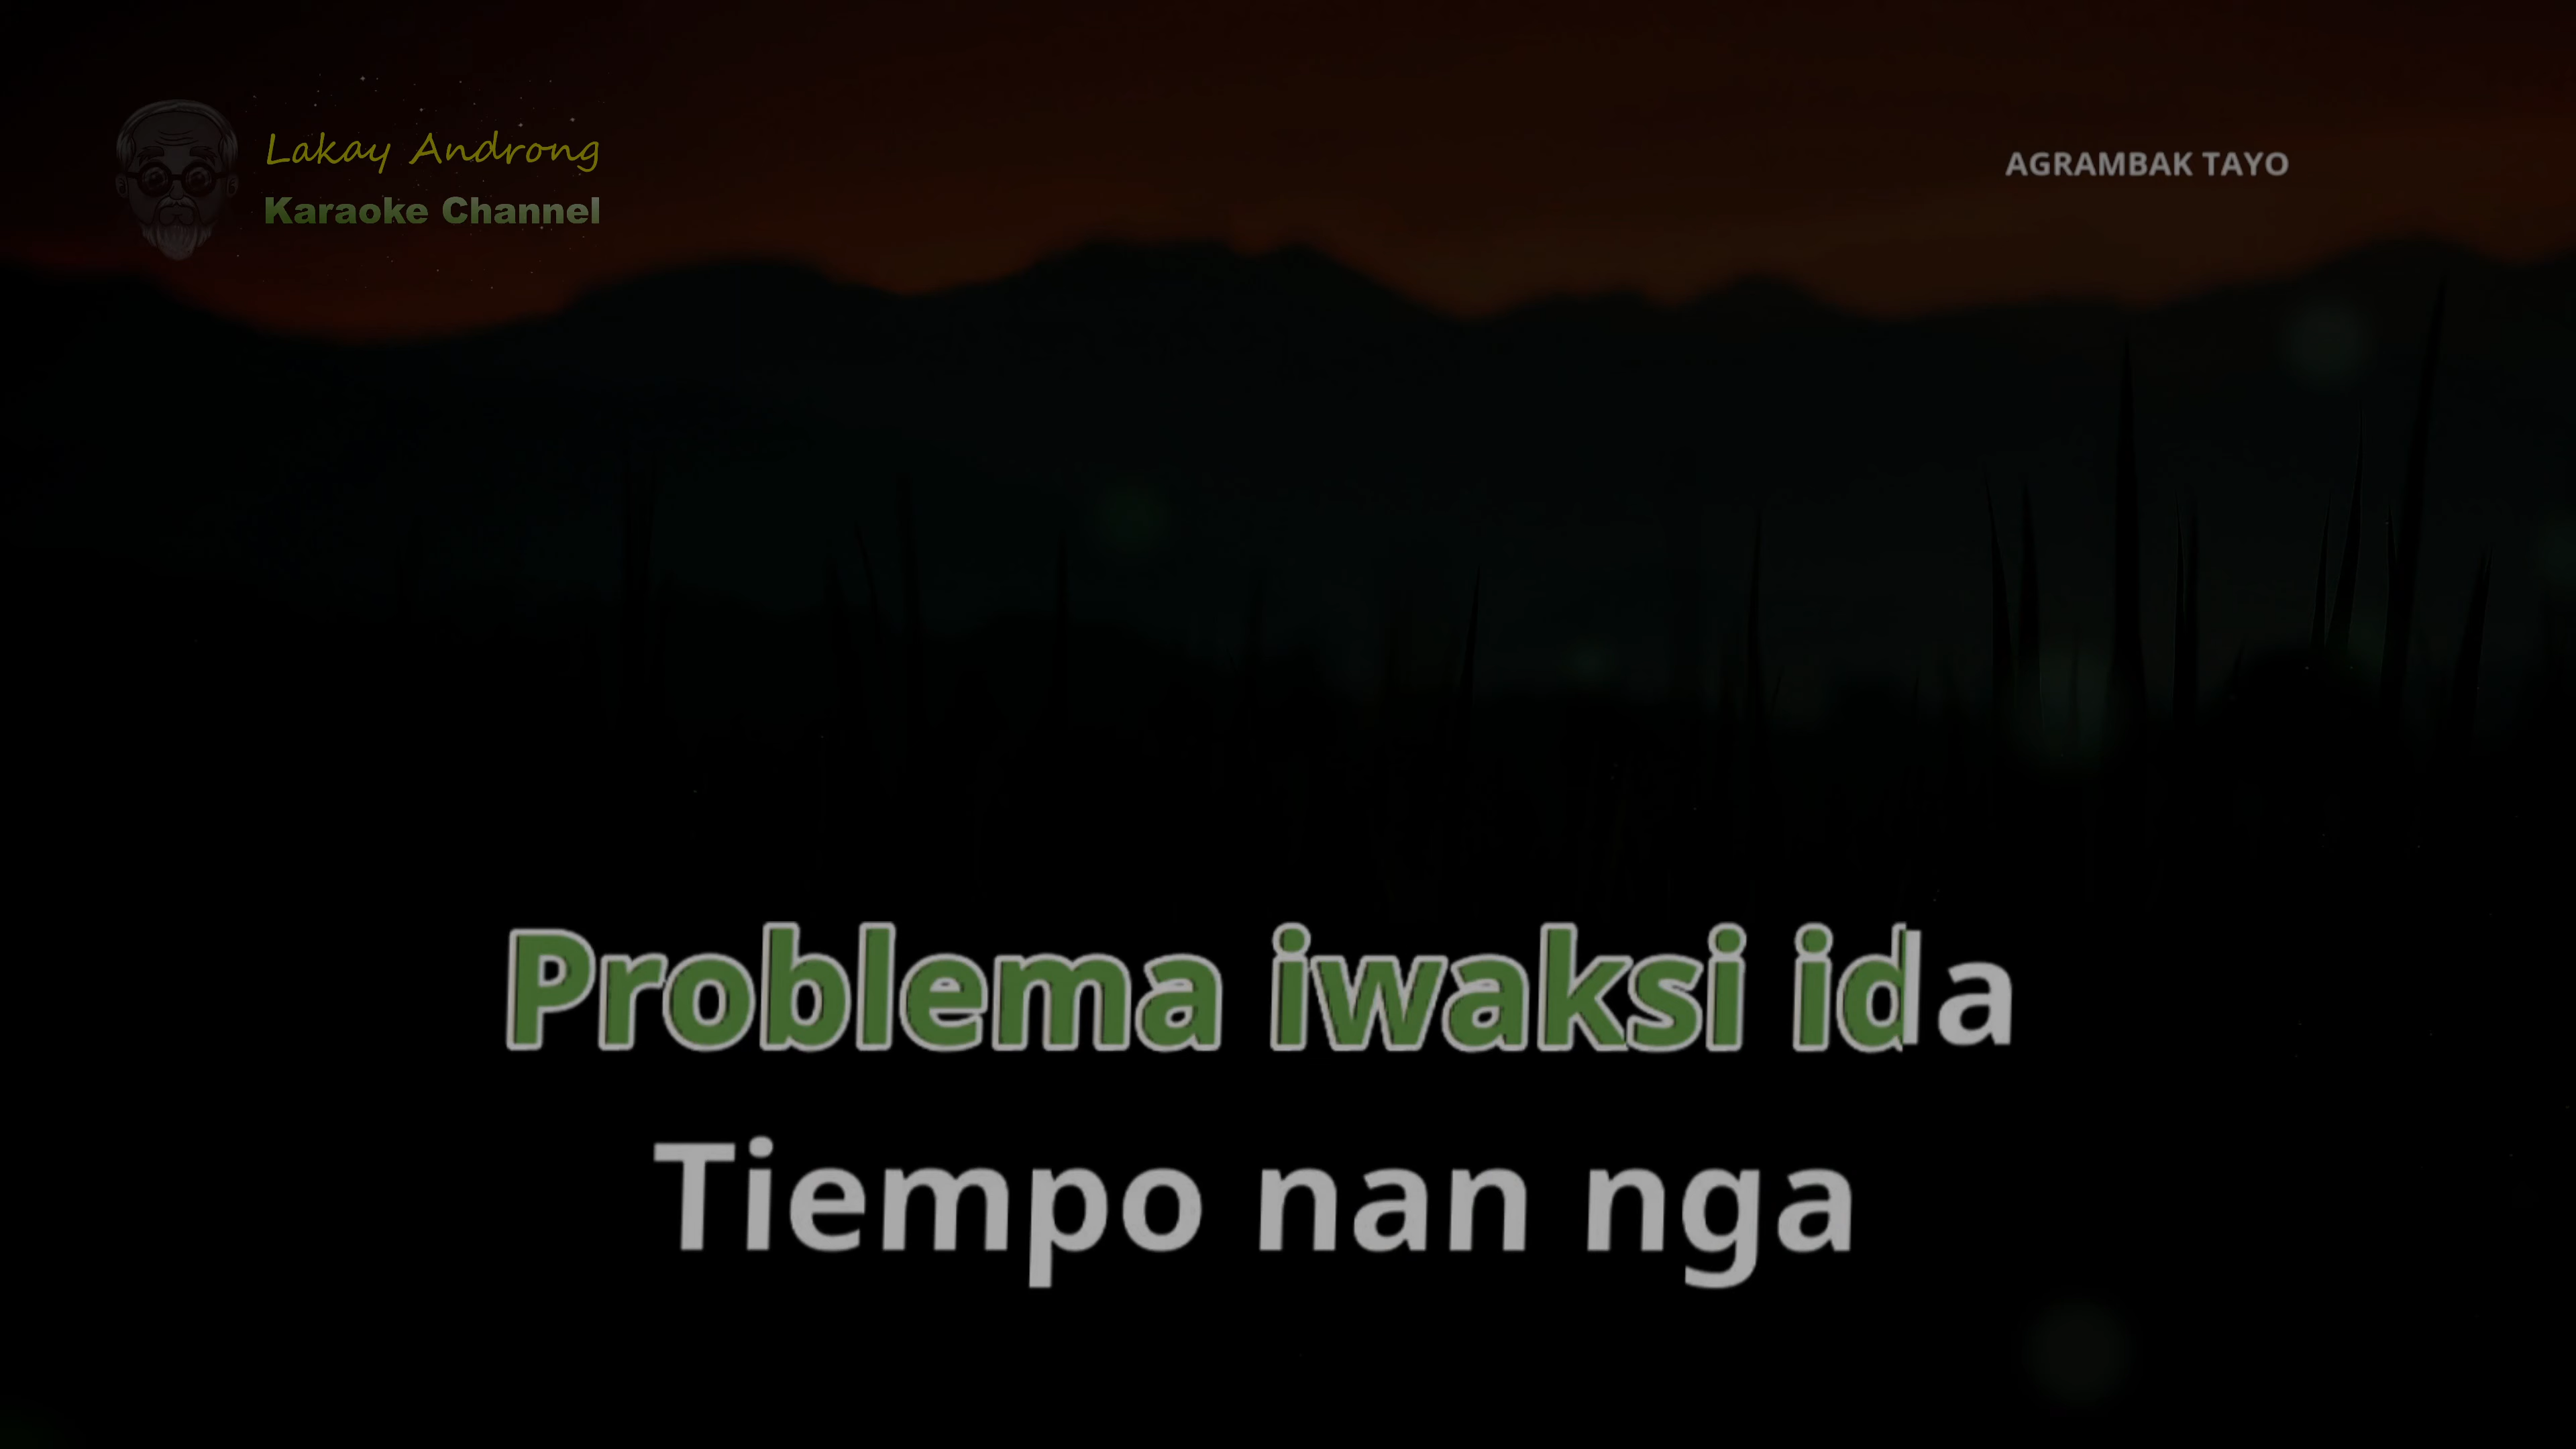 Lakay Androng
Karaoke Channel
AGRAMBAK TAYO
Problema iwaksi ida
Tiempo nan nga